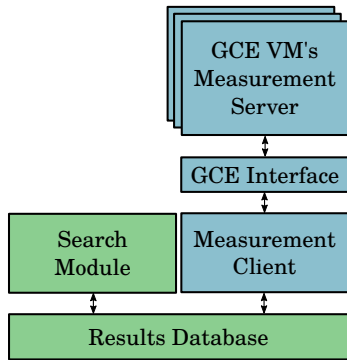 GCE VM's
Measurement
Server
GCE Interface
Search
Module
Measurement
Client
Results Database